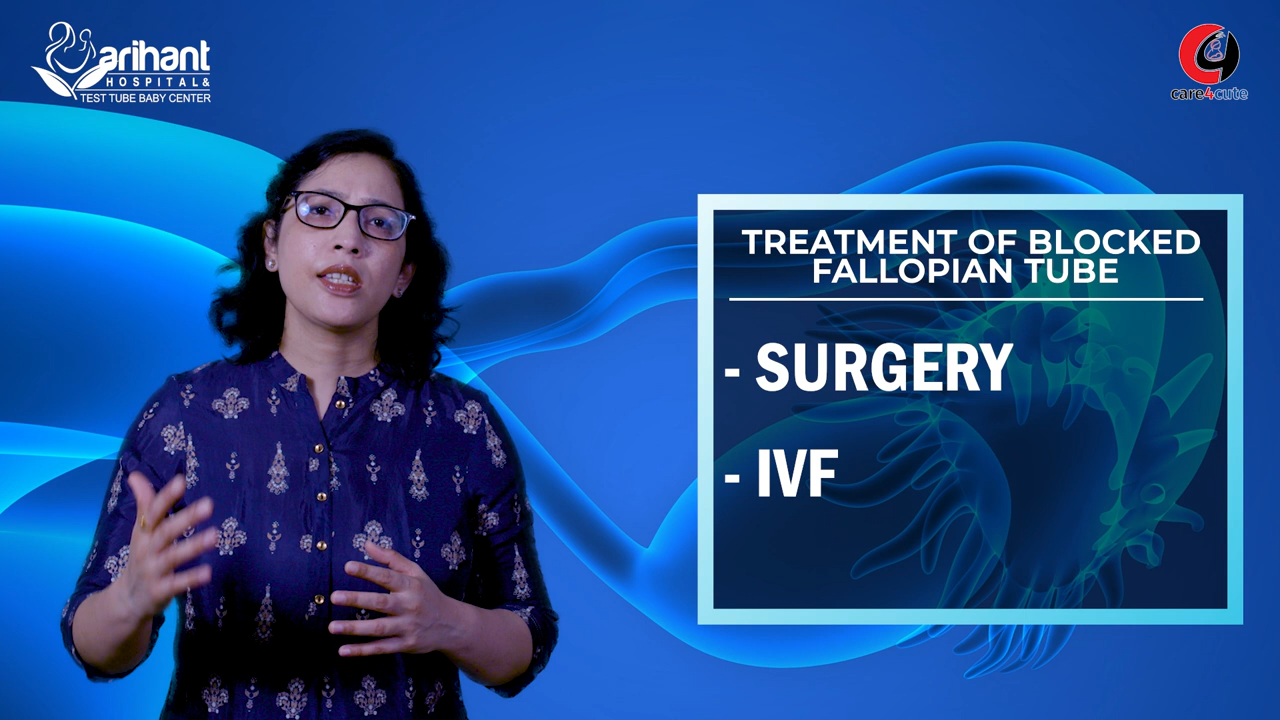 arihant
HOSPITAL &
TEST TUBE BABY CENTER
care4cute
TREATMENT OF BLOCKED
FALLOPIAN TUBE
- SURGERY
- IVF